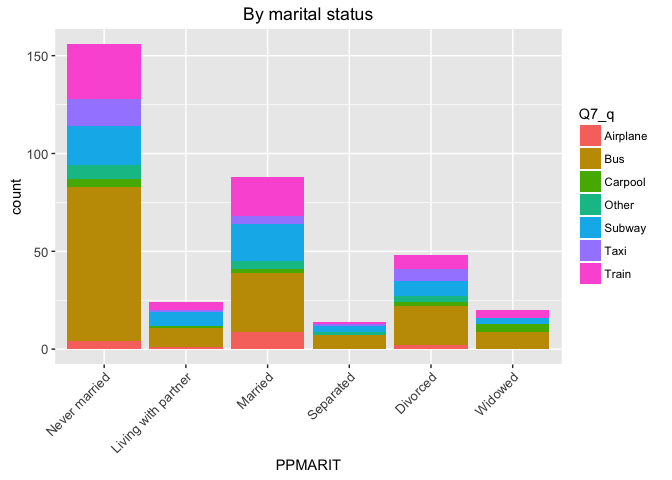 By marital status
150
100
50
0
count
Never married
Living with partner
Married
Separated
Divorced
Widowed
PPMARIT
Q7_q
Airplane
Bus
Carpool
Other
Subway
Taxi
Train